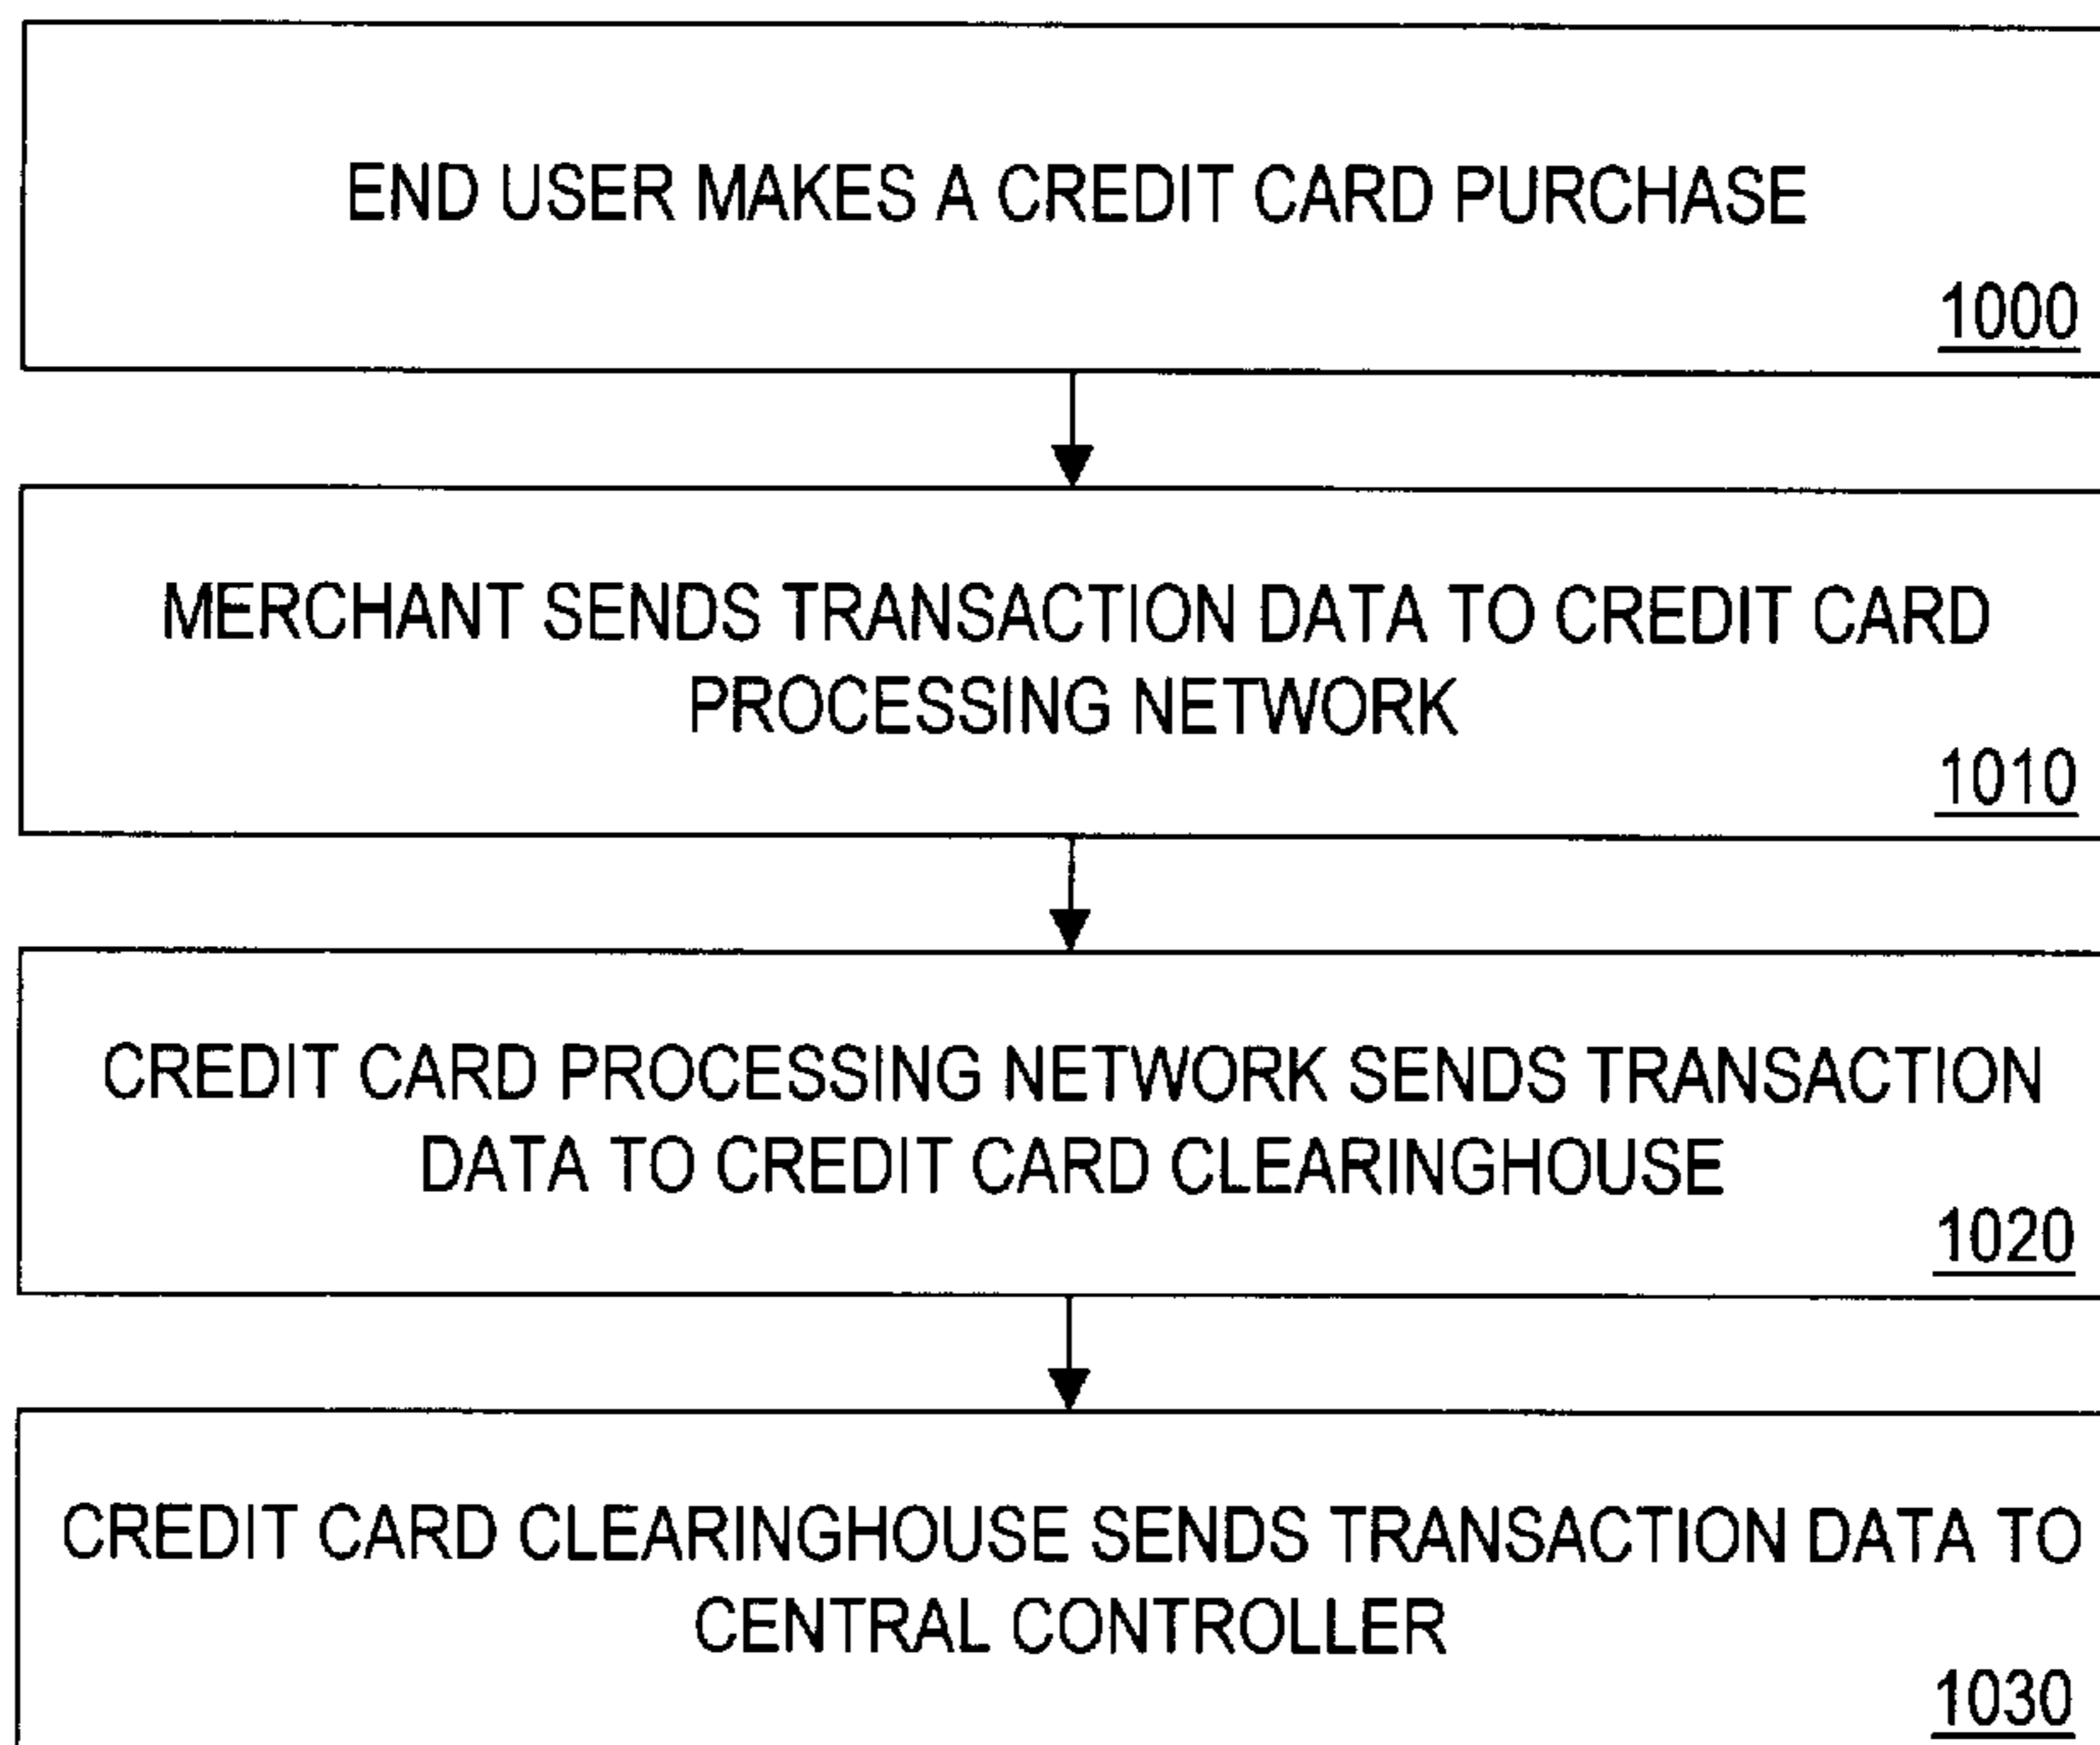 END USER MAKES A CREDIT CARD PURCHASE
1000
MERCHANT SENDS TRANSACTION DATA TO CREDIT CARD
PROCESSING NETWORK
1010
CREDIT CARD PROCESSING NETWORK SENDS TRANSACTION
DATA TO CREDIT CARD CLEARINGHOUSE
1020
CREDIT CARD CLEARINGHOUSE SENDS TRANSACTION DATA TO
CENTRAL CONTROLLER
1030